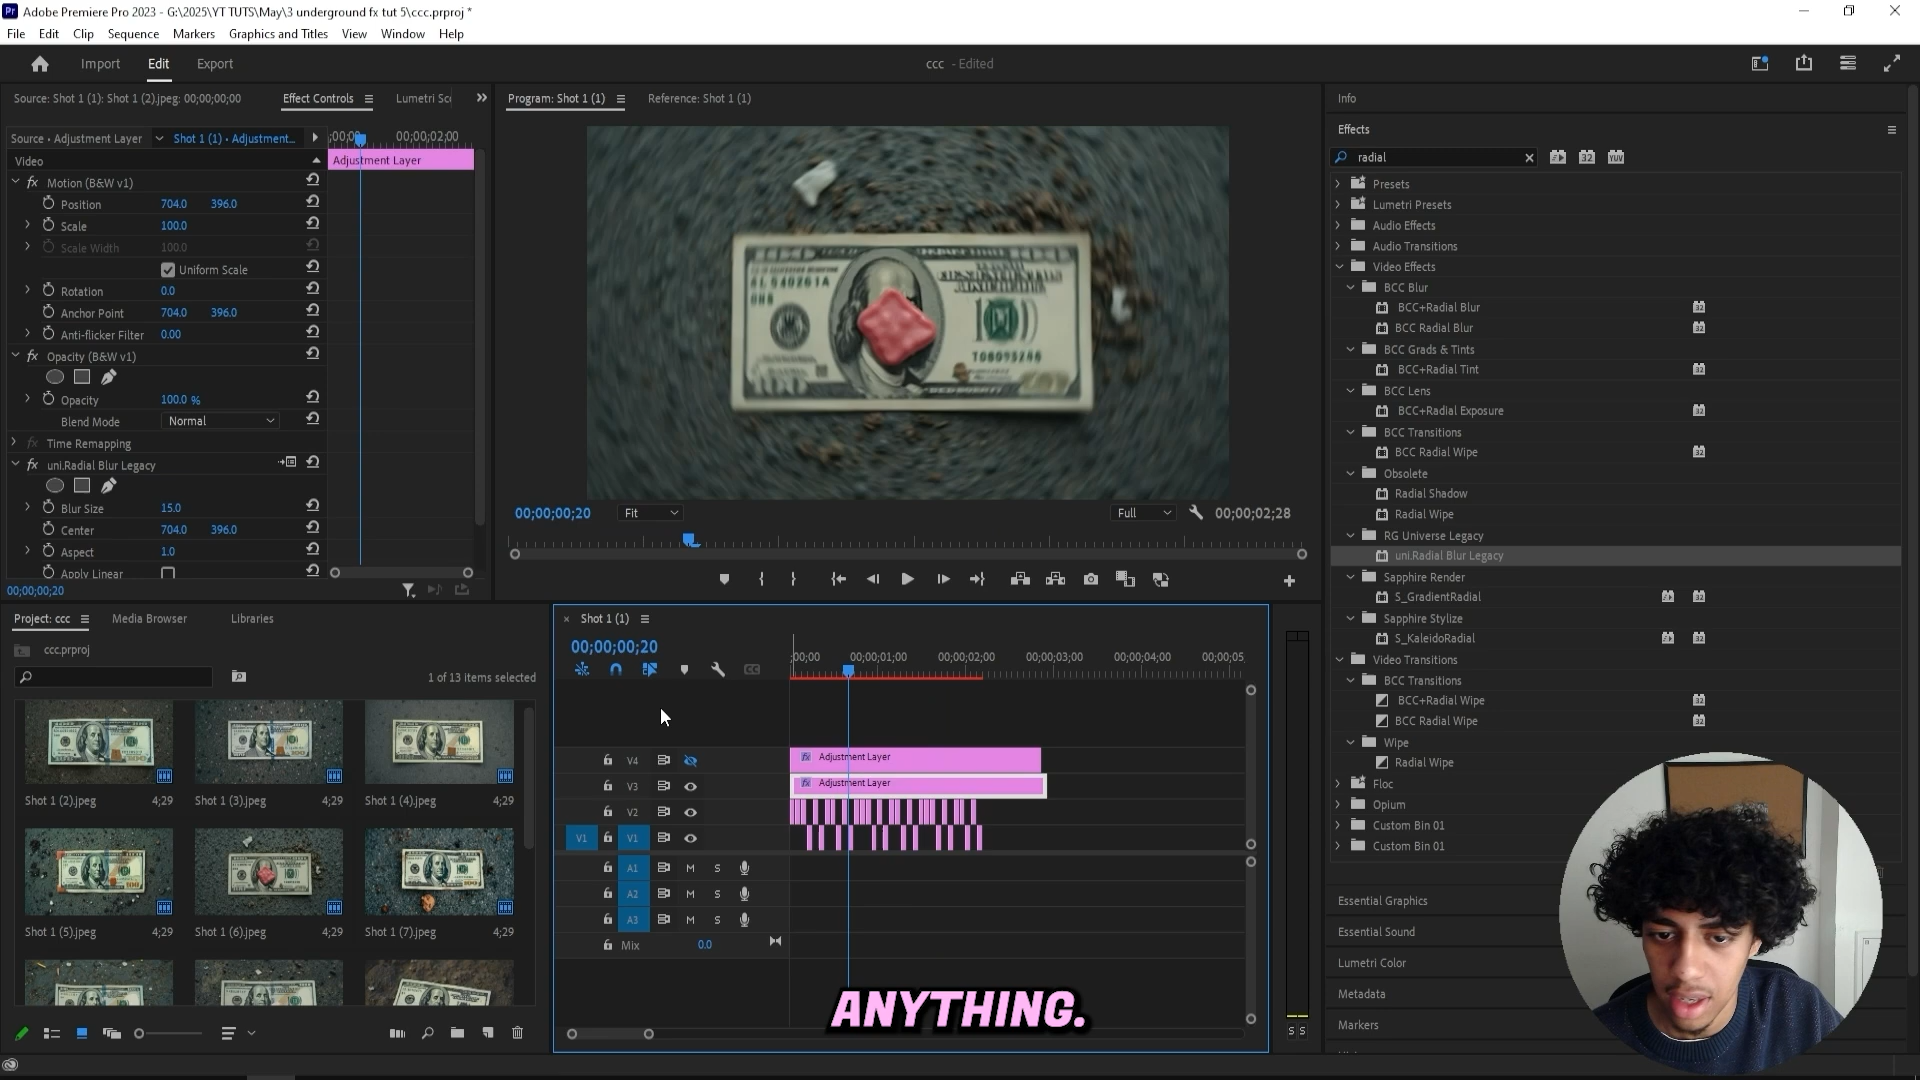 Adobe Premiere Pro 2023 - G:\2025\YT TUTS\May\3 underground fx tut 5\ccc.prproj *
File Edit Clip Sequence Markers Graphics and Titles View Window Help
Import Edit Export
ccc - Edited
Source: Shot 1 (1): Shot 1 (2).jpeg: 00;00;00;00
Effect Controls
Lumetri Sc
Source • Adjustment Layer
Shot 1 (1) • Adjustment...
00;00;02;00
Video
Adjustment Layer
Motion (B&W v1)
Position 704.0 396.0
Scale 100.0
Scale Width 100.0
Uniform Scale
Rotation 0.0
Anchor Point 704.0 396.0
Anti-flicker Filter 0.00
Opacity (B&W v1)
Opacity 100.0 %
Blend Mode Normal
Time Remapping
uni.Radial Blur Legacy
Blur Size 15.0
Center 704.0 396.0
Aspect 1.0
Apply Linear
00;00;00;20
Program: Shot 1 (1)
Reference: Shot 1 (1)
00;00;00;20
Fit
Full
00;00;02;28
Info
Effects
radial
Presets
Lumetri Presets
Audio Effects
Audio Transitions
Video Effects
BCC Blur
BCC+Radial Blur
BCC Radial Blur
BCC Grads & Tints
BCC+Radial Tint
BCC Lens
BCC+Radial Exposure
BCC Transitions
BCC Radial Wipe
Obsolete
Radial Shadow
Radial Wipe
RG Universe Legacy
uni.Radial Blur Legacy
Sapphire Render
S_GradientRadial
Sapphire Stylize
S_KaleidoRadial
Video Transitions
BCC Transitions
BCC+Radial Wipe
BCC Radial Wipe
Wipe
Radial Wipe
Floc
Opium
Custom Bin 01
Custom Bin 01
Essential Graphics
Essential Sound
Lumetri Color
Metadata
Markers
Project: ccc
Media Browser
Libraries
ccc.prproj
1 of 13 items selected
Shot 1 (2).jpeg 4;29
Shot 1 (3).jpeg 4;29
Shot 1 (4).jpeg 4;29
Shot 1 (5).jpeg 4;29
Shot 1 (6).jpeg 4;29
Shot 1 (7).jpeg 4;29
Shot 1 (1)
00;00;00;20
;00;00 00;00;01;00 00;00;02;00 00;00;03;00 00;00;04;00 00;00;05
V4 Adjustment Layer
V3 Adjustment Layer
V2
V1 V1
A1 M S
A2 M S
A3 M S
Mix 0.0
S S
ANYTHING.